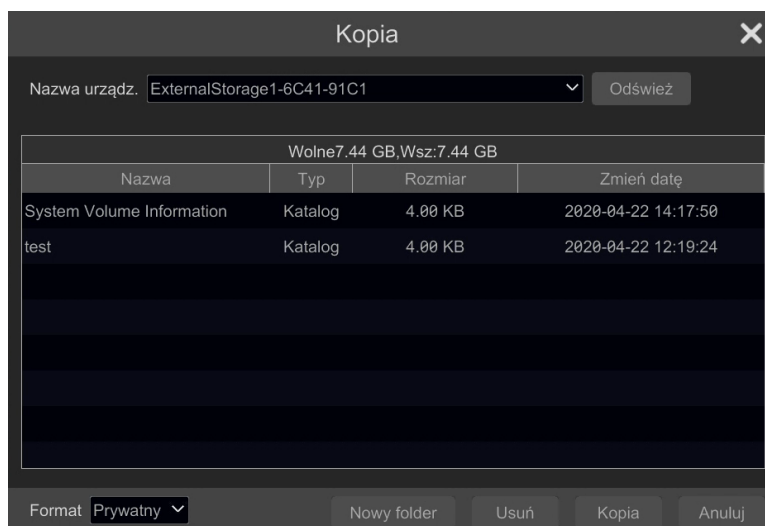 Kopia
Nazwa urządz. ExternalStorage1-6C41-91C1 Odśwież
Wolne7.44 GB,Wsz:7.44 GB
Nazwa Typ Rozmiar Zmień datę
System Volume Information Katalog 4.00 KB 2020-04-22 14:17:50
test Katalog 4.00 KB 2020-04-22 12:19:24
Format Prywatny Nowy folder Usuń Kopia Anuluj